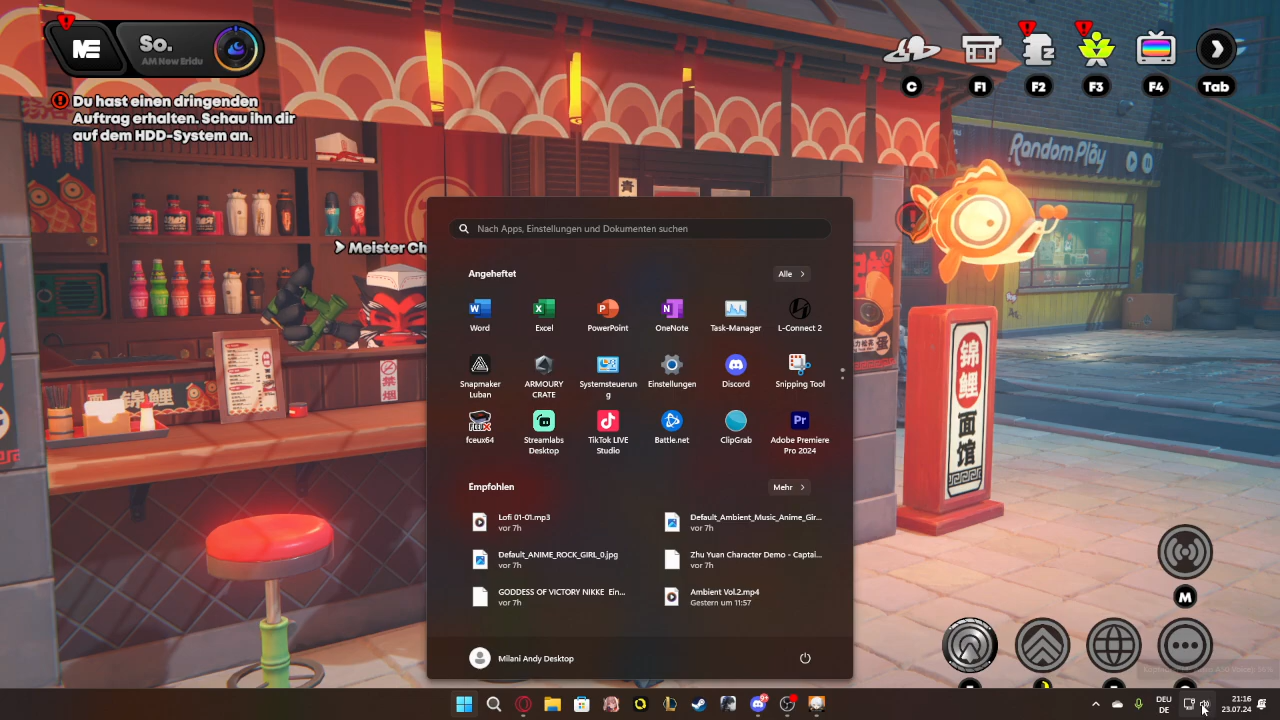 So.
AM New Eridu
Du hast einen dringenden
Auftrag erhalten. Schau ihn dir
auf dem HDD-System an.
C
F1
F2
F3
F4
Tab
Random Play
Meister Ch
Nach Apps, Einstellungen und Dokumenten suchen
Angeheftet
Alle
Word
Excel
PowerPoint
OneNote
Task-Manager
L-Connect 2
Snapmaker
Luban
ARMOURY
CRATE
Systemsteuerun
g
Einstellungen
Discord
Snipping Tool
fceux64
Streamlabs
Desktop
TikTok LIVE
Studio
Battle.net
ClipGrab
Adobe Premiere
Pro 2024
Empfohlen
Mehr
Lofi 01-01.mp3
vor 7h
Default_Ambient_Music_Anime_Gir...
vor 7h
Default_ANIME_ROCK_GIRL_0.jpg
vor 7h
Zhu Yuan Character Demo - Captai...
vor 7h
GODDESS OF VICTORY NIKKE Ein...
vor 7h
Ambient Vol.2.mp4
Gestern um 11:57
Milani Andy Desktop
锦
鲤
面
馆
禁
烟
M
DEU
DE
21:16
23.07.24